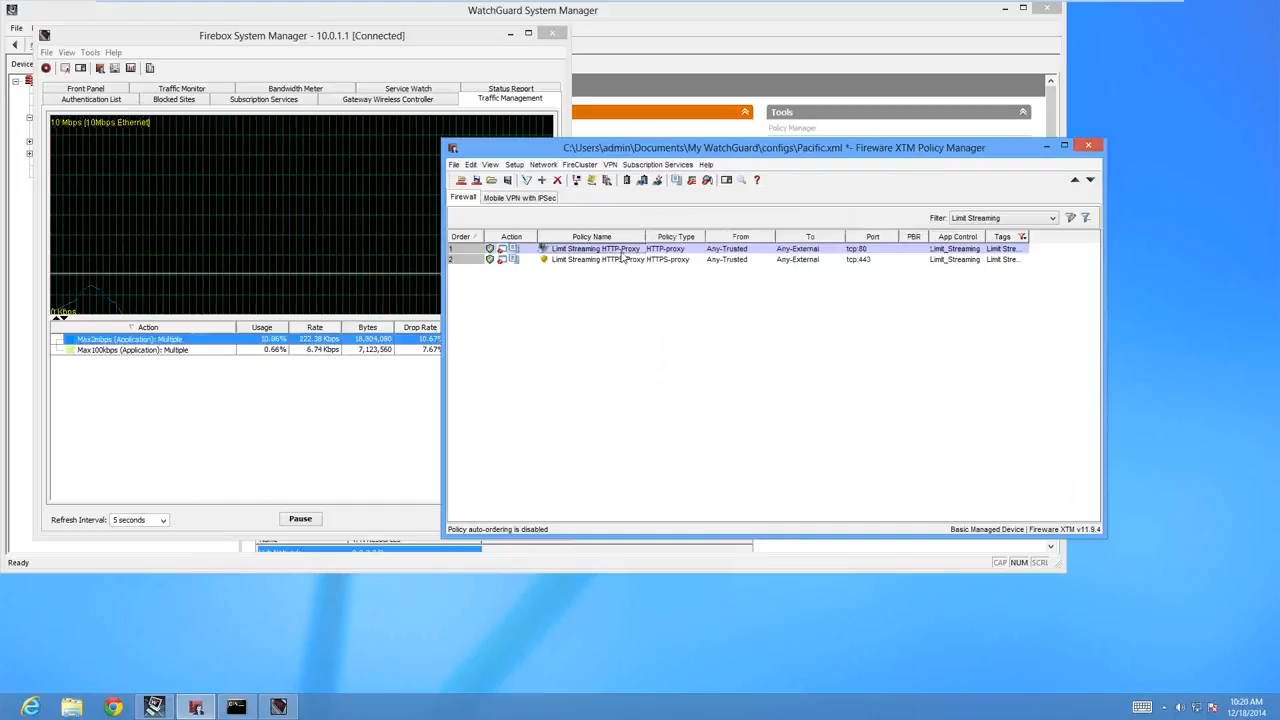 WatchGuard System Manager
File
Device
Ready
CAP NUM SCRL
Firebox System Manager - 10.0.1.1 [Connected]
File View Tools Help
Front Panel Traffic Monitor Bandwidth Meter Service Watch Status Report
Authentication List Blocked Sites Subscription Services Gateway Wireless Controller Traffic Management
10 Mbps [10Mbps Ethernet]
0 Kbps
Action Usage Rate Bytes Drop Rate
Max2mbps (Application): Multiple 10.86% 222.38 Kbps 18,804,080 10.67%
Max100kbps (Application): Multiple 0.66% 6.74 Kbps 7,123,560 7.67%
Refresh Interval: 5 seconds Pause
Tools
Policy Manager
C:\Users\admin\Documents\My WatchGuard\configs\Pacific.xml *- Fireware XTM Policy Manager
File Edit View Setup Network FireCluster VPN Subscription Services Help
Firewall Mobile VPN with IPSec
Filter: Limit Streaming
Order Action Policy Name Policy Type From To Port PBR App Control Tags
1 Limit Streaming HTTP-Proxy HTTP-proxy Any-Trusted Any-External tcp:80 Limit_Streaming Limit Stre...
2 Limit Streaming HTTPS-Proxy HTTPS-proxy Any-Trusted Any-External tcp:443 Limit_Streaming Limit Stre...
Policy auto-ordering is disabled Basic Managed Device | Fireware XTM v11.9.4
10:20 AM
12/18/2014